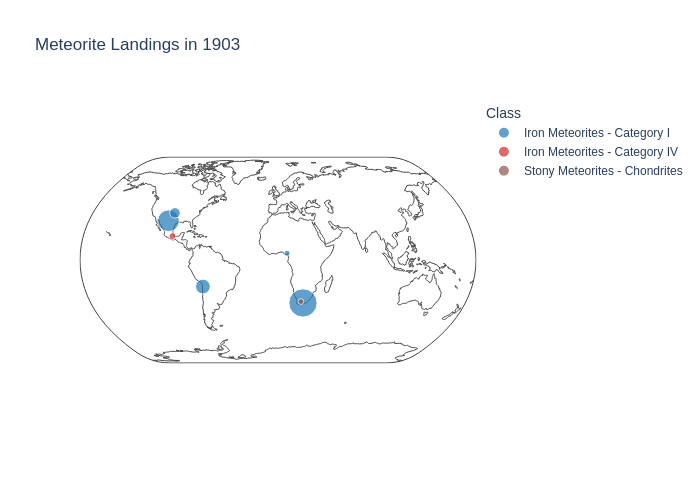 Meteorite Landings in 1903
Class
Iron Meteorites - Category I
Iron Meteorites - Category IV
Stony Meteorites - Chondrites